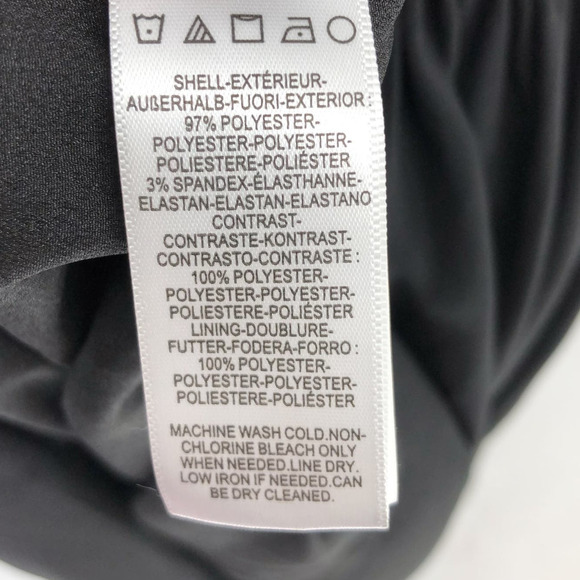 SHELL-EXTÉRIEUR-
AUßERHALB-FUORI-EXTERIOR :
97% POLYESTER-
POLYESTER-POLYESTER-
POLIESTERE-POLIÉSTER
3% SPANDEX-ÉLASTHANNE-
ELASTAN-ELASTAN-ELASTANO
CONTRAST-
CONTRASTE-KONTRAST-
CONTRASTO-CONTRASTE :
100% POLYESTER-
POLYESTER-POLYESTER-
POLIESTERE-POLIÉSTER
LINING-DOUBLURE-
FUTTER-FODERA-FORRO :
100% POLYESTER-
POLYESTER-POLYESTER-
POLIESTERE-POLIÉSTER
MACHINE WASH COLD.NON-
CHLORINE BLEACH ONLY
WHEN NEEDED.LINE DRY.
LOW IRON IF NEEDED.CAN
BE DRY CLEANED.